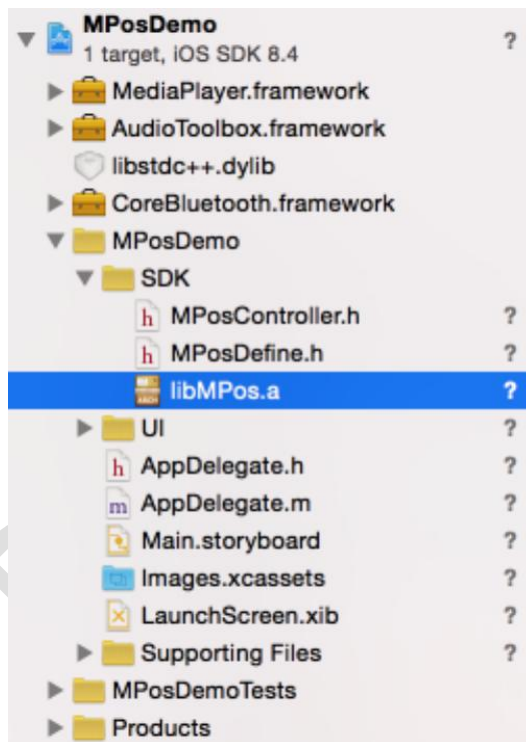 MPosDemo ?
1 target, iOS SDK 8.4
MediaPlayer.framework
AudioToolbox.framework
libstdc++.dylib
CoreBluetooth.framework
MPosDemo
SDK
h MPosController.h ?
h MPosDefine.h ?
libMPos.a ?
UI ?
h AppDelegate.h ?
m AppDelegate.m ?
Main.storyboard ?
Images.xcassets ?
LaunchScreen.xib ?
Supporting Files ?
MPosDemoTests
Products